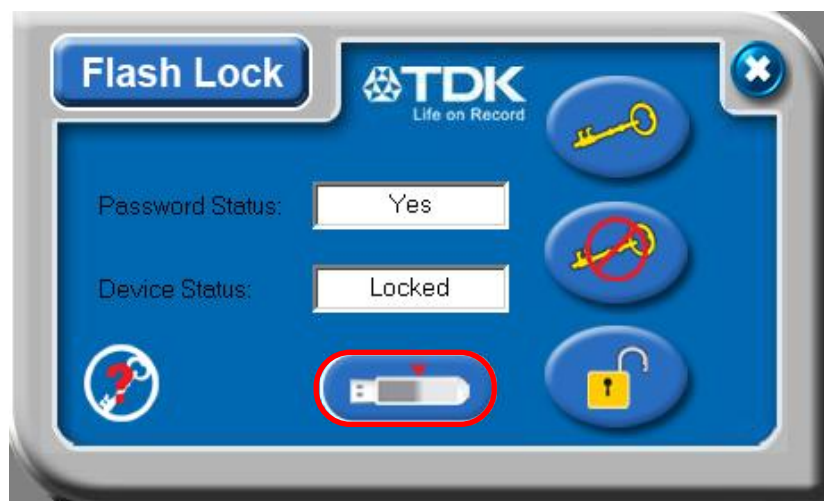 Flash Lock
TDK
Life on Record
Password Status: Yes
Device Status: Locked
?